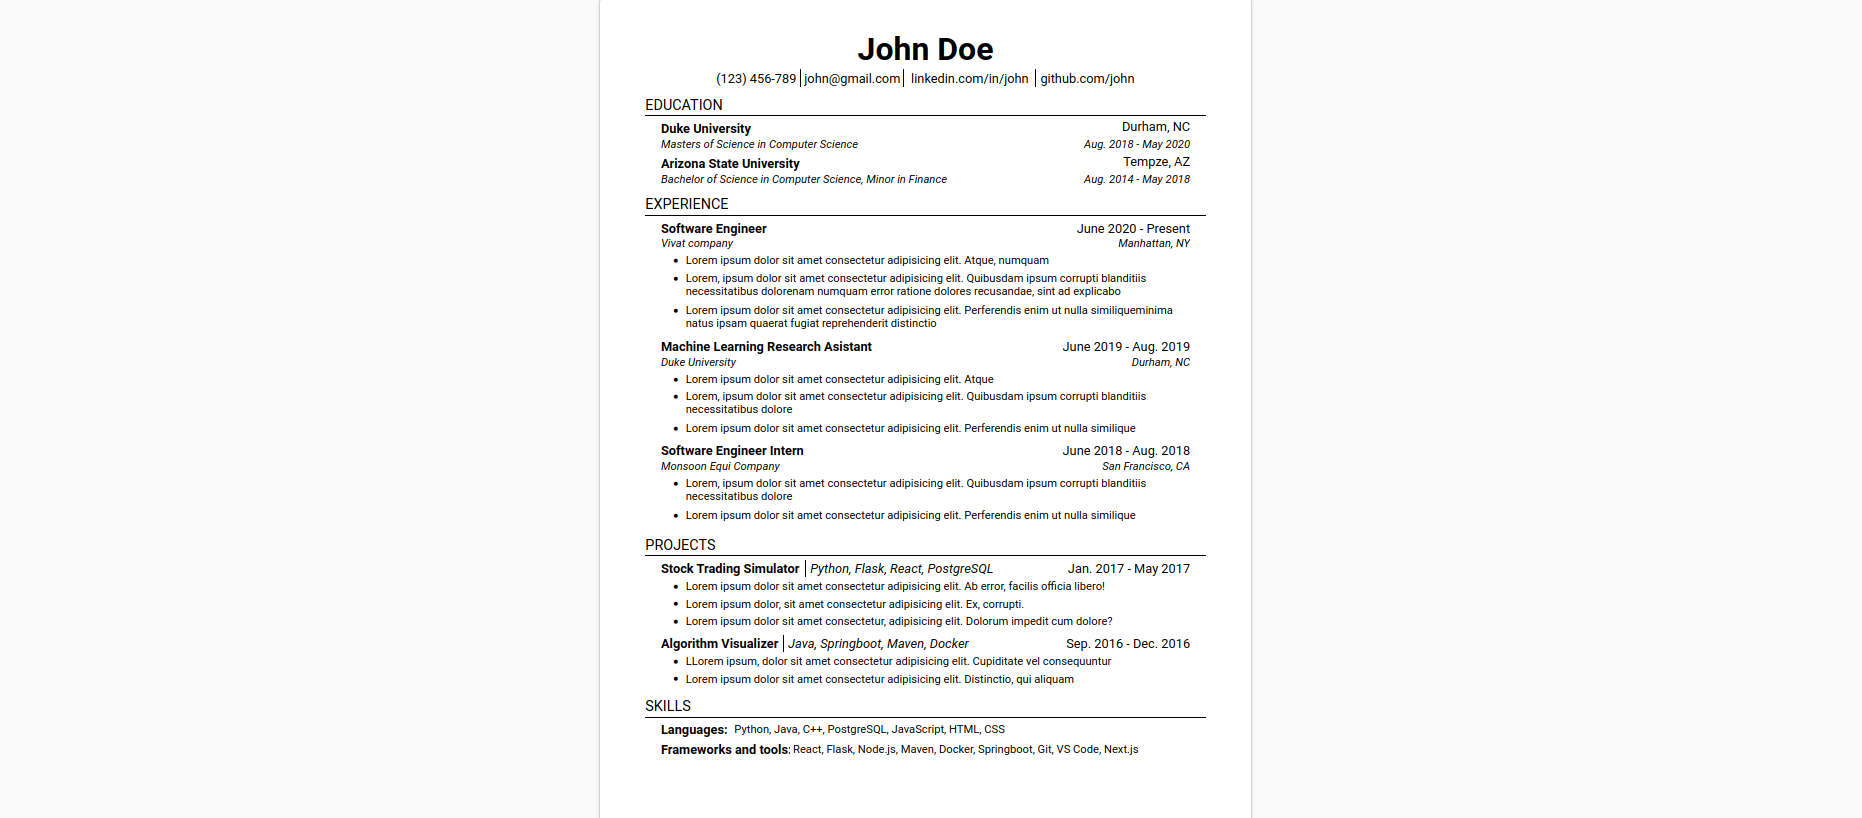 John Doe
(123) 456-789 | john@gmail.com | linkedin.com/in/john | github.com/john
EDUCATION
Duke University Durham, NC
Masters of Science in Computer Science Aug. 2018 - May 2020
Arizona State University Tempze, AZ
Bachelor of Science in Computer Science, Minor in Finance Aug. 2014 - May 2018
EXPERIENCE
Software Engineer June 2020 - Present
Vivat company Manhattan, NY
• Lorem ipsum dolor sit amet consectetur adipisicing elit. Atque, numquam
• Lorem, ipsum dolor sit amet consectetur adipisicing elit. Quibusdam ipsum corrupti blanditiis
necessitatibus dolorenam numquam error ratione dolores recusandae, sint ad explicabo
• Lorem ipsum dolor sit amet consectetur adipisicing elit. Perferendis enim ut nulla similiqueminima
natus ipsam quaerat fugiat reprehenderit distinctio
Machine Learning Research Asistant June 2019 - Aug. 2019
Duke University Durham, NC
• Lorem ipsum dolor sit amet consectetur adipisicing elit. Atque
• Lorem, ipsum dolor sit amet consectetur adipisicing elit. Quibusdam ipsum corrupti blanditiis
necessitatibus dolore
• Lorem ipsum dolor sit amet consectetur adipisicing elit. Perferendis enim ut nulla similique
Software Engineer Intern June 2018 - Aug. 2018
Monsoon Equi Company San Francisco, CA
• Lorem, ipsum dolor sit amet consectetur adipisicing elit. Quibusdam ipsum corrupti blanditiis
necessitatibus dolore
• Lorem ipsum dolor sit amet consectetur adipisicing elit. Perferendis enim ut nulla similique
PROJECTS
Stock Trading Simulator | Python, Flask, React, PostgreSQL Jan. 2017 - May 2017
• Lorem ipsum dolor sit amet consectetur adipisicing elit. Ab error, facilis officia libero!
• Lorem ipsum dolor, sit amet consectetur adipisicing elit. Ex, corrupti.
• Lorem ipsum dolor sit amet consectetur, adipisicing elit. Dolorum impedit cum dolore?
Algorithm Visualizer | Java, Springboot, Maven, Docker Sep. 2016 - Dec. 2016
• LLorem ipsum, dolor sit amet consectetur adipisicing elit. Cupiditate vel consequuntur
• Lorem ipsum dolor sit amet consectetur adipisicing elit. Distinctio, qui aliquam
SKILLS
Languages: Python, Java, C++, PostgreSQL, JavaScript, HTML, CSS
Frameworks and tools: React, Flask, Node.js, Maven, Docker, Springboot, Git, VS Code, Next.js